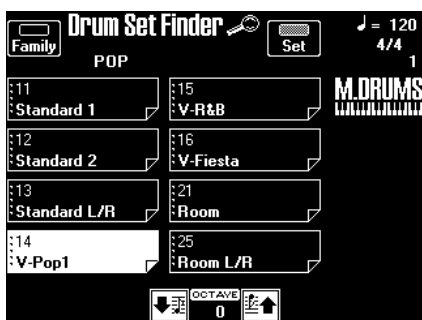 Family
Drum Set Finder
Set
♩ = 120
4/4
1
POP
M.DRUMS
:11
Standard 1
:15
V-R&B
:12
Standard 2
:16
V-Fiesta
:13
Standard L/R
:21
Room
:14
V-Pop1
:25
Room L/R
OCTAVE
0